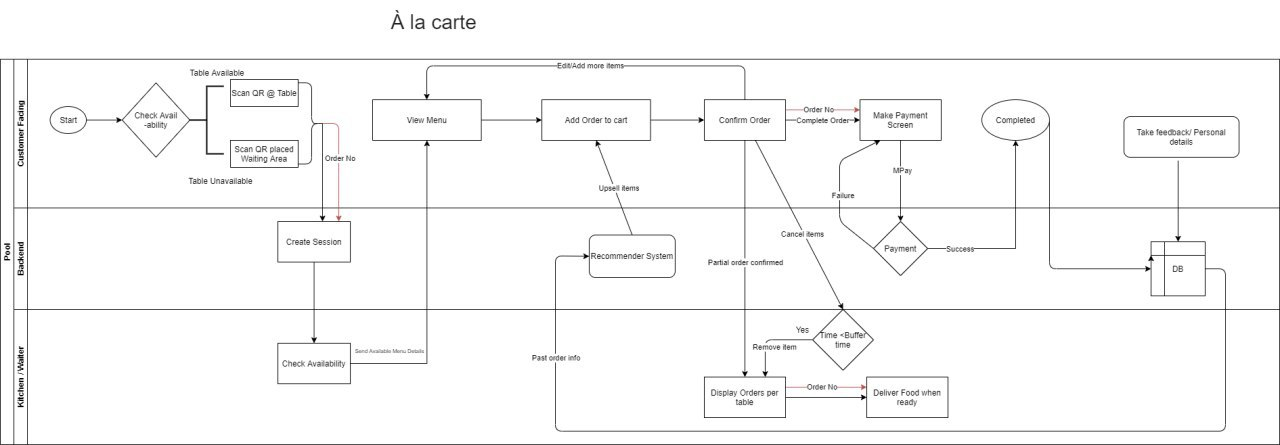 À la carte
Pool
Customer Facing
Backend
Kitchen / Waiter
Start
Check Avail
-ability
Table Available
Scan QR @ Table
Scan QR placed
Waiting Area
Table Unavailable
Order No
Create Session
Check Availability
Send Available Menu Details
View Menu
Edit/Add more items
Add Order to cart
Upsell items
Recommender System
Past order info
Confirm Order
Order No
Complete Order
Make Payment
Screen
MPay
Failure
Payment
Success
Completed
Cancel items
Partial order confirmed
Time <Buffer
time
Yes
Remove item
Display Orders per
table
Order No
Deliver Food when
ready
Take feedback/ Personal
details
DB